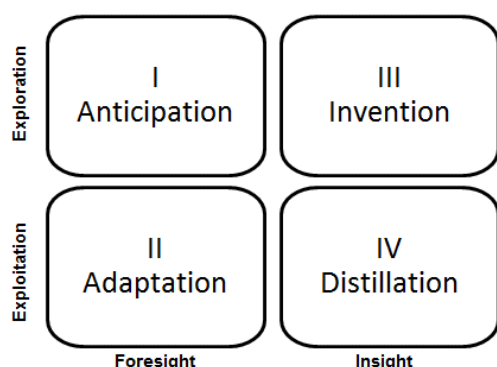 Exploration
I
Anticipation
III
Invention
Exploitation
II
Adaptation
IV
Distillation
Foresight
Insight